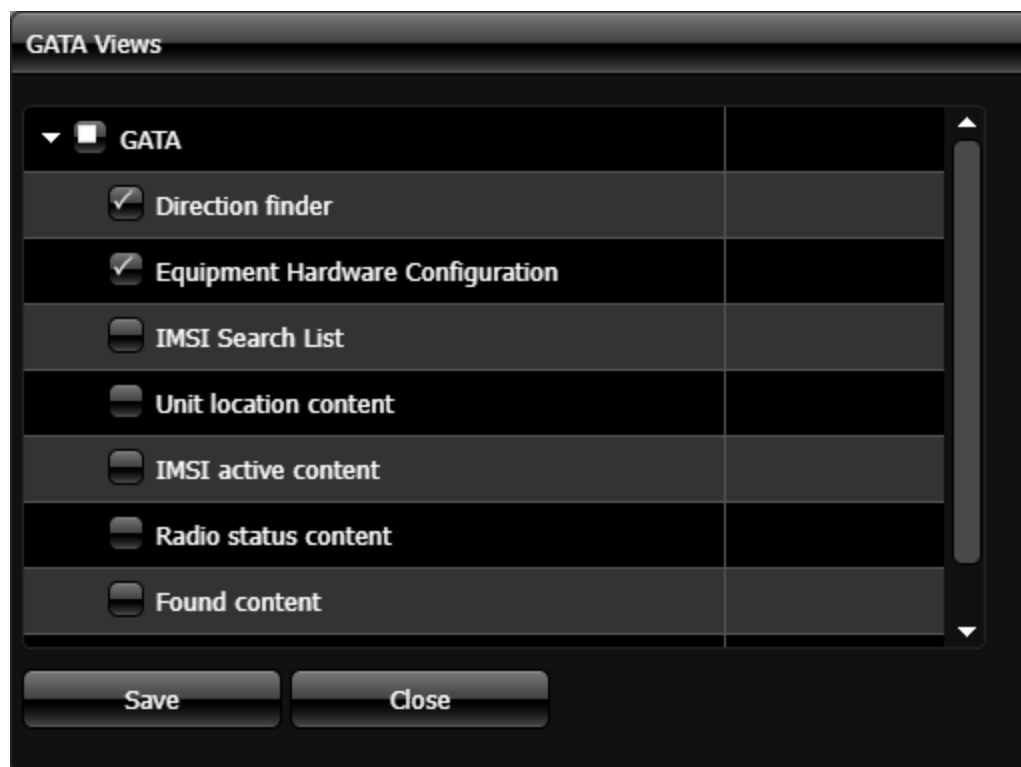 GATA Views
GATA
Direction finder
Equipment Hardware Configuration
IMSI Search List
Unit location content
IMSI active content
Radio status content
Found content
Save
Close